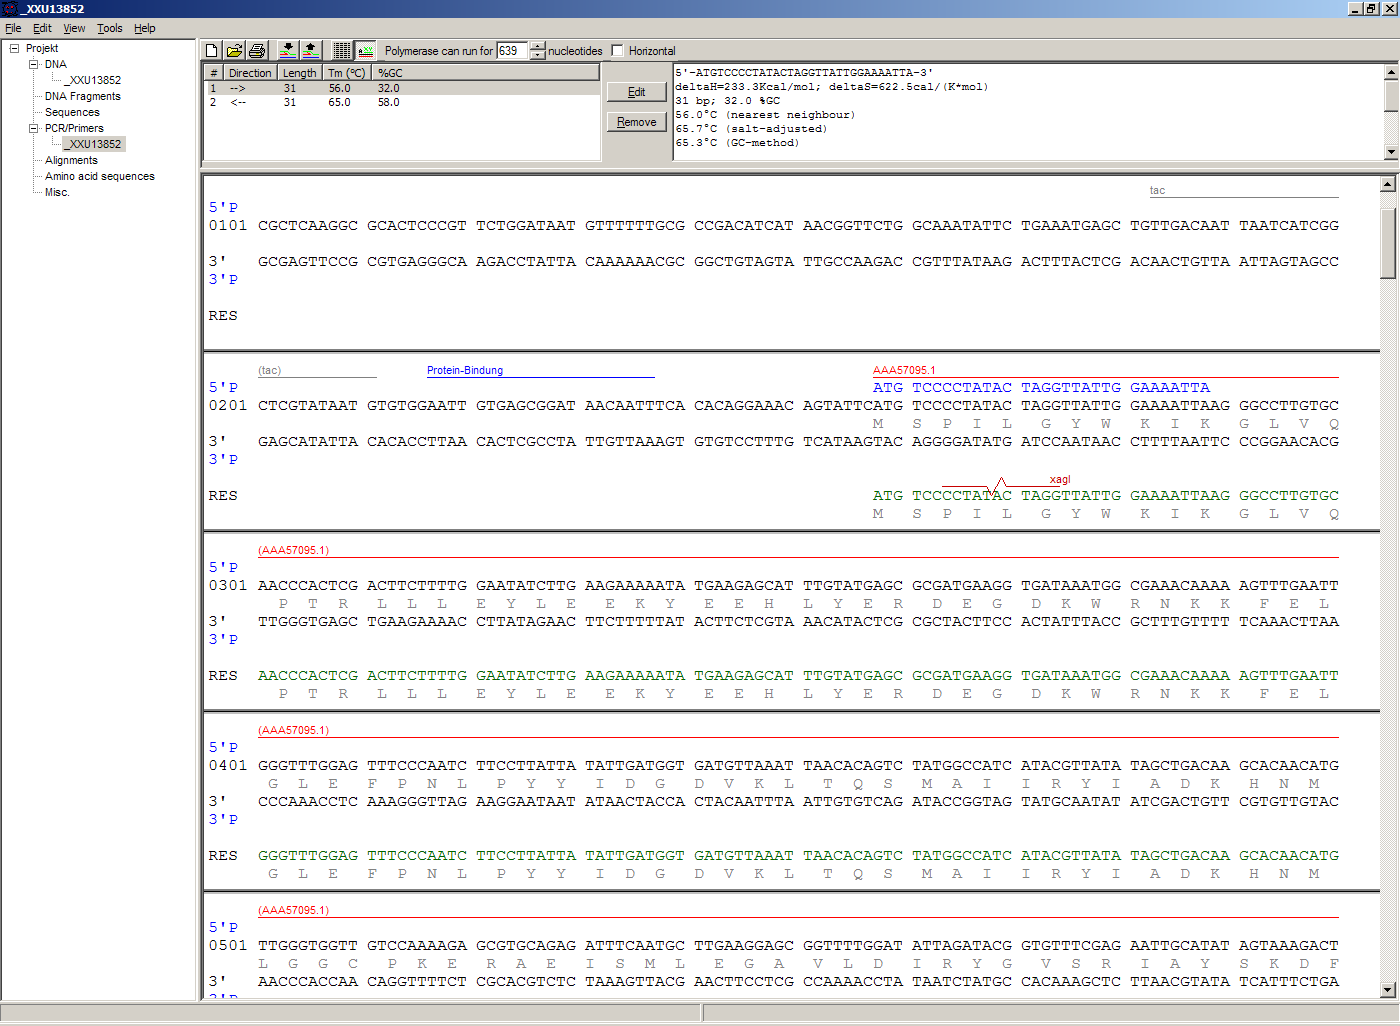 _XXU13852
File Edit View Tools Help
Projekt
DNA
_XXU13852
DNA Fragments
Sequences
PCR/Primers
_XXU13852
Alignments
Amino acid sequences
Misc.
Polymerase can run for 639 nucleotides Horizontal
# Direction Length Tm (°C) %GC
1 --> 31 56.0 32.0
2 <-- 31 65.0 58.0
Edit
Remove
5'-ATGTCCCCTATACTAGGTTATTGGAAAATTA-3'
deltaH=233.3Kcal/mol; deltaS=622.5cal/(K*mol)
31 bp; 32.0 %GC
56.0°C (nearest neighbour)
65.7°C (salt-adjusted)
65.3°C (GC-method)
tac
5'P
0101 CGCTCAAGGC GCACTCCCGT TCTGGATAAT GTTTTTTGCG CCGACATCAT AACGGTTCTG GCAAATATTC TGAAATGAGC TGTTGACAAT TAATCATCGG
3' GCGAGTTCCG CGTGAGGGCA AGACCTATTA CAAAAAACGC GGCTGTAGTA TTGCCAAGAC CGTTTATAAG ACTTTACTCG ACAACTGTTA ATTAGTAGCC
3'P
RES
(tac) Protein-Bindung AAA57095.1
5'P ATG TCCCCTATAC TAGGTTATTG GAAAATTA
0201 CTCGTATAAT GTGTGGAATT GTGAGCGGAT AACAATTTCA CACAGGAAAC AGTATTCATG TCCCCTATAC TAGGTTATTG GAAAATTAAG GGCCTTGTGC
M S P I L G Y W K I K G L V Q
3' GAGCATATTA CACACCTTAA CACTCGCCTA TTGTTAAAGT GTGTCCTTTG TCATAAGTAC AGGGGATATG ATCCAATAAC CTTTTAATTC CCGGAACACG
3'P
xagI
RES ATG TCCCCTATAC TAGGTTATTG GAAAATTAAG GGCCTTGTGC
M S P I L G Y W K I K G L V Q
(AAA57095.1)
5'P
0301 AACCCACTCG ACTTCTTTTG GAATATCTTG AAGAAAAATA TGAAGAGCAT TTGTATGAGC GCGATGAAGG TGATAAATGG CGAAACAAAA AGTTTGAATT
P T R L L L E Y L E E K Y E E H L Y E R D E G D K W R N K K F E L
3' TTGGGTGAGC TGAAGAAAAC CTTATAGAAC TTCTTTTTAT ACTTCTCGTA AACATACTCG CGCTACTTCC ACTATTTACC GCTTTGTTTT TCAAACTTAA
3'P
RES AACCCACTCG ACTTCTTTTG GAATATCTTG AAGAAAAATA TGAAGAGCAT TTGTATGAGC GCGATGAAGG TGATAAATGG CGAAACAAAA AGTTTGAATT
P T R L L L E Y L E E K Y E E H L Y E R D E G D K W R N K K F E L
(AAA57095.1)
5'P
0401 GGGTTTGGAG TTTCCCAATC TTCCTTATTA TATTGATGGT GATGTTAAAT TAACACAGTC TATGGCCATC ATACGTTATA TAGCTGACAA GCACAACATG
G L E F P N L P Y Y I D G D V K L T Q S M A I I R Y I A D K H N M
3' CCCAAACCTC AAAGGGTTAG AAGGAATAAT ATAACTACCA CTACAATTTA ATTGTGTCAG ATACCGGTAG TATGCAATAT ATCGACTGTT CGTGTTGTAC
3'P
RES GGGTTTGGAG TTTCCCAATC TTCCTTATTA TATTGATGGT GATGTTAAAT TAACACAGTC TATGGCCATC ATACGTTATA TAGCTGACAA GCACAACATG
G L E F P N L P Y Y I D G D V K L T Q S M A I I R Y I A D K H N M
(AAA57095.1)
5'P
0501 TTGGGTGGTT GTCCAAAAGA GCGTGCAGAG ATTTCAATGC TTGAAGGAGC GGTTTTGGAT ATTAGATACG GTGTTTCGAG AATTGCATAT AGTAAAGACT
L G G C P K E R A E I S M L E G A V L D I R Y G V S R I A Y S K D F
3' AACCCACCAA CAGGTTTTCT CGCACGTCTC TAAAGTTACG AACTTCCTCG CCAAAACCTA TAATCTATGC CACAAAGCTC TTAACGTATA TCATTTCTGA
3'P